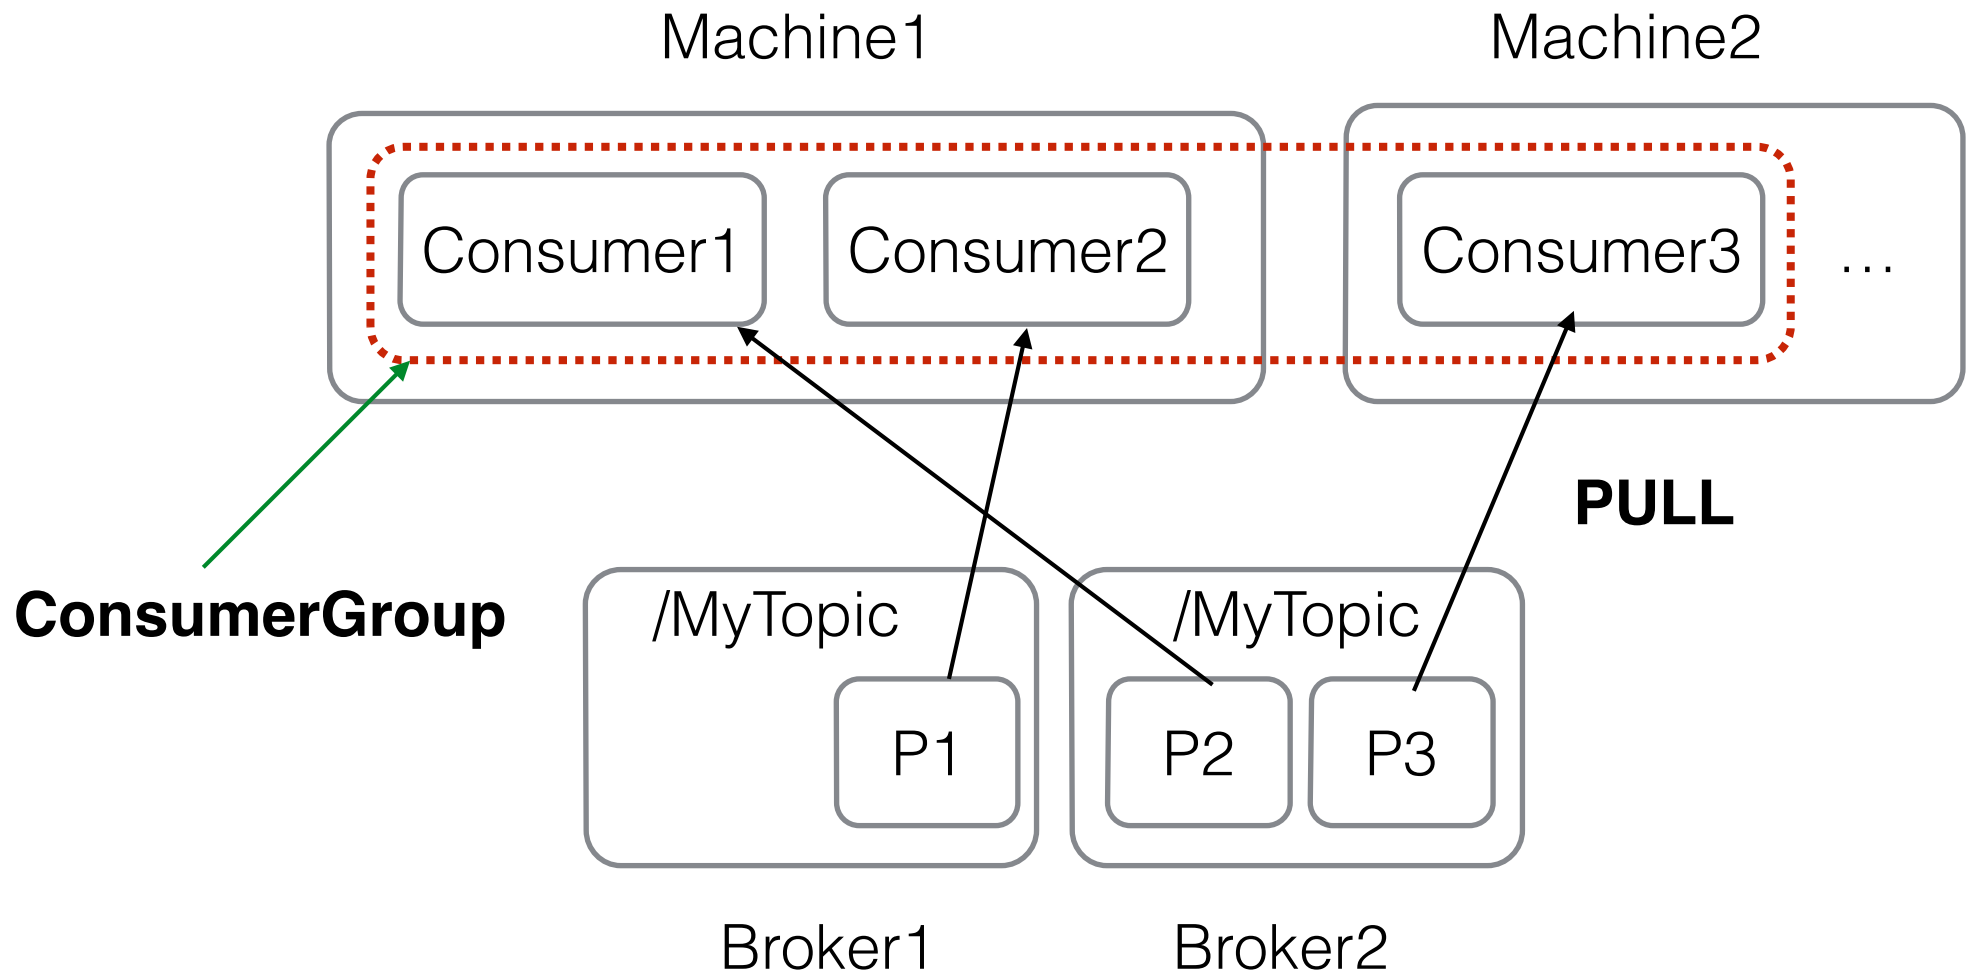 Machine1
Machine2
Consumer1
Consumer2
Consumer3
...
PULL
ConsumerGroup
/MyTopic
/MyTopic
P1
P2
P3
Broker1
Broker2